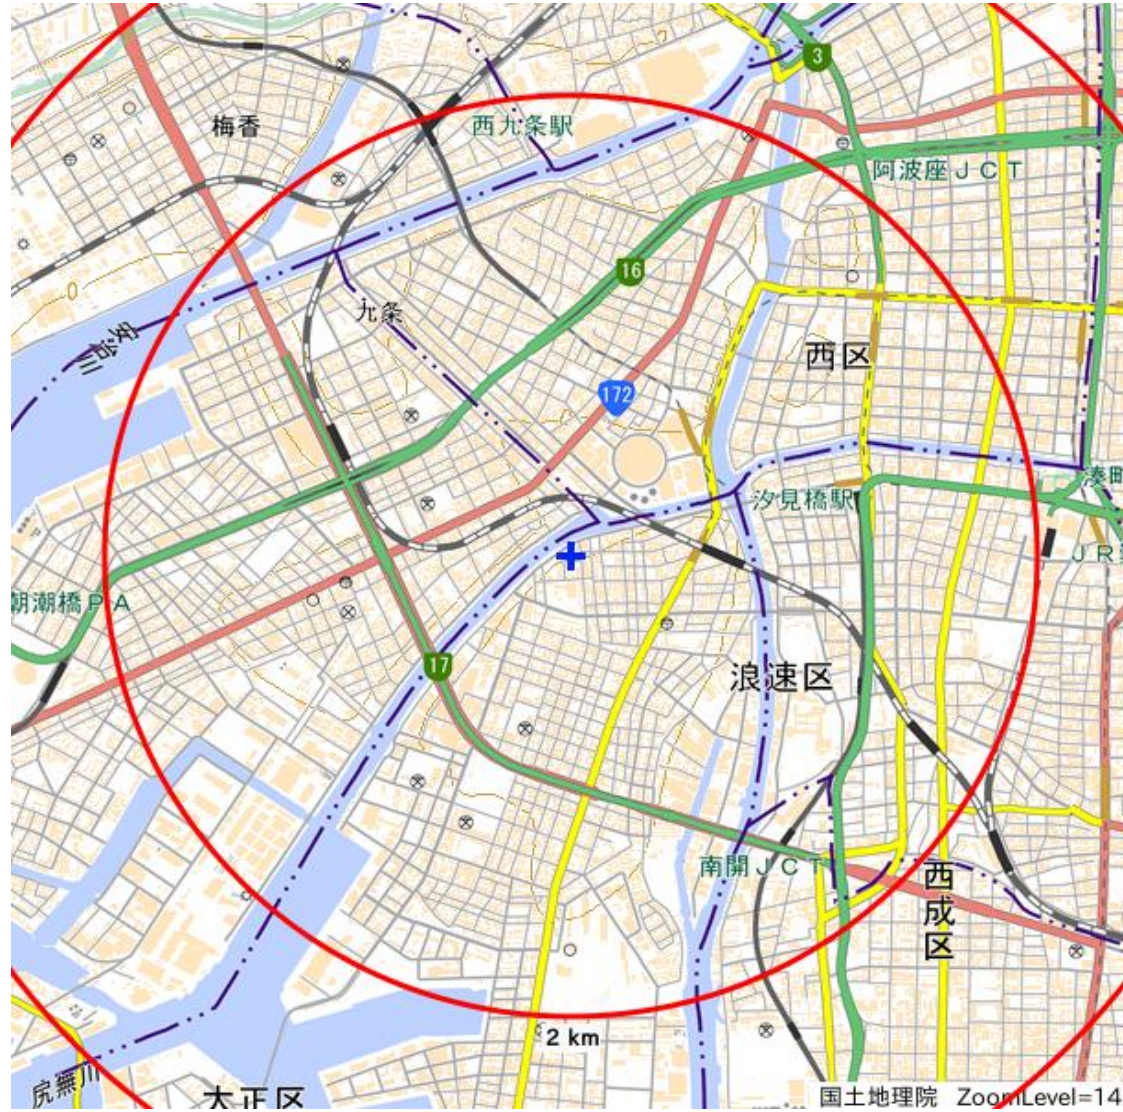 3
梅香
西九条駅
阿波座ＪＣＴ
16
九条
安治川
西区
172
湊町
汐見橋駅
ＪＲ
朝潮橋ＰＡ
17
浪速区
南開ＪＣＴ
西成区
2 km
尻無川
大正区
国土地理院 ZoomLevel=14